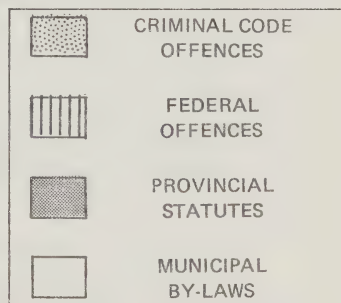 CRIMINAL CODE
OFFENCES
FEDERAL
OFFENCES
PROVINCIAL
STATUTES
MUNICIPAL
BY-LAWS